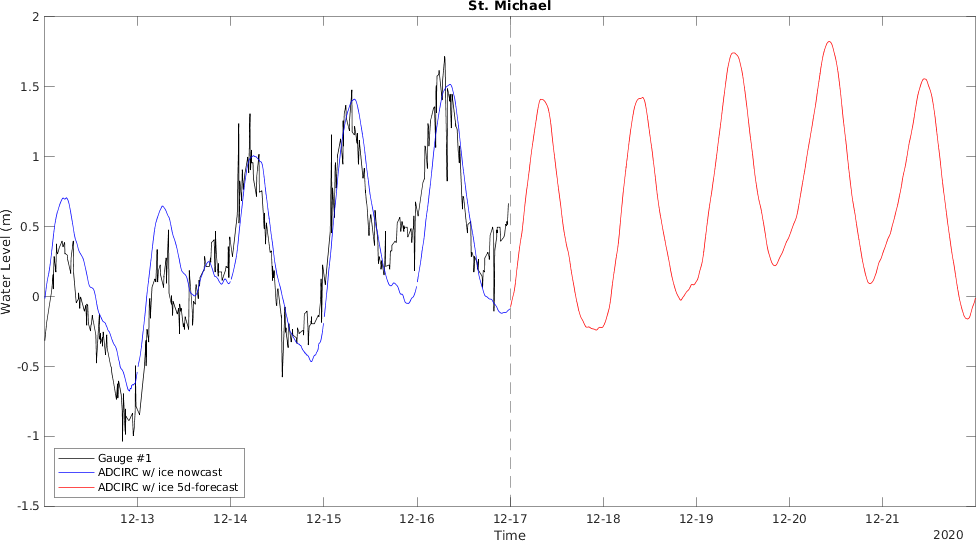 St. Michael
2
1.5
1
0.5
0
-0.5
-1
-1.5
Water Level (m)
Gauge #1
ADCIRC w/ ice nowcast
ADCIRC w/ ice 5d-forecast
12-13 12-14 12-15 12-16 12-17 12-18 12-19 12-20 12-21
Time
2020